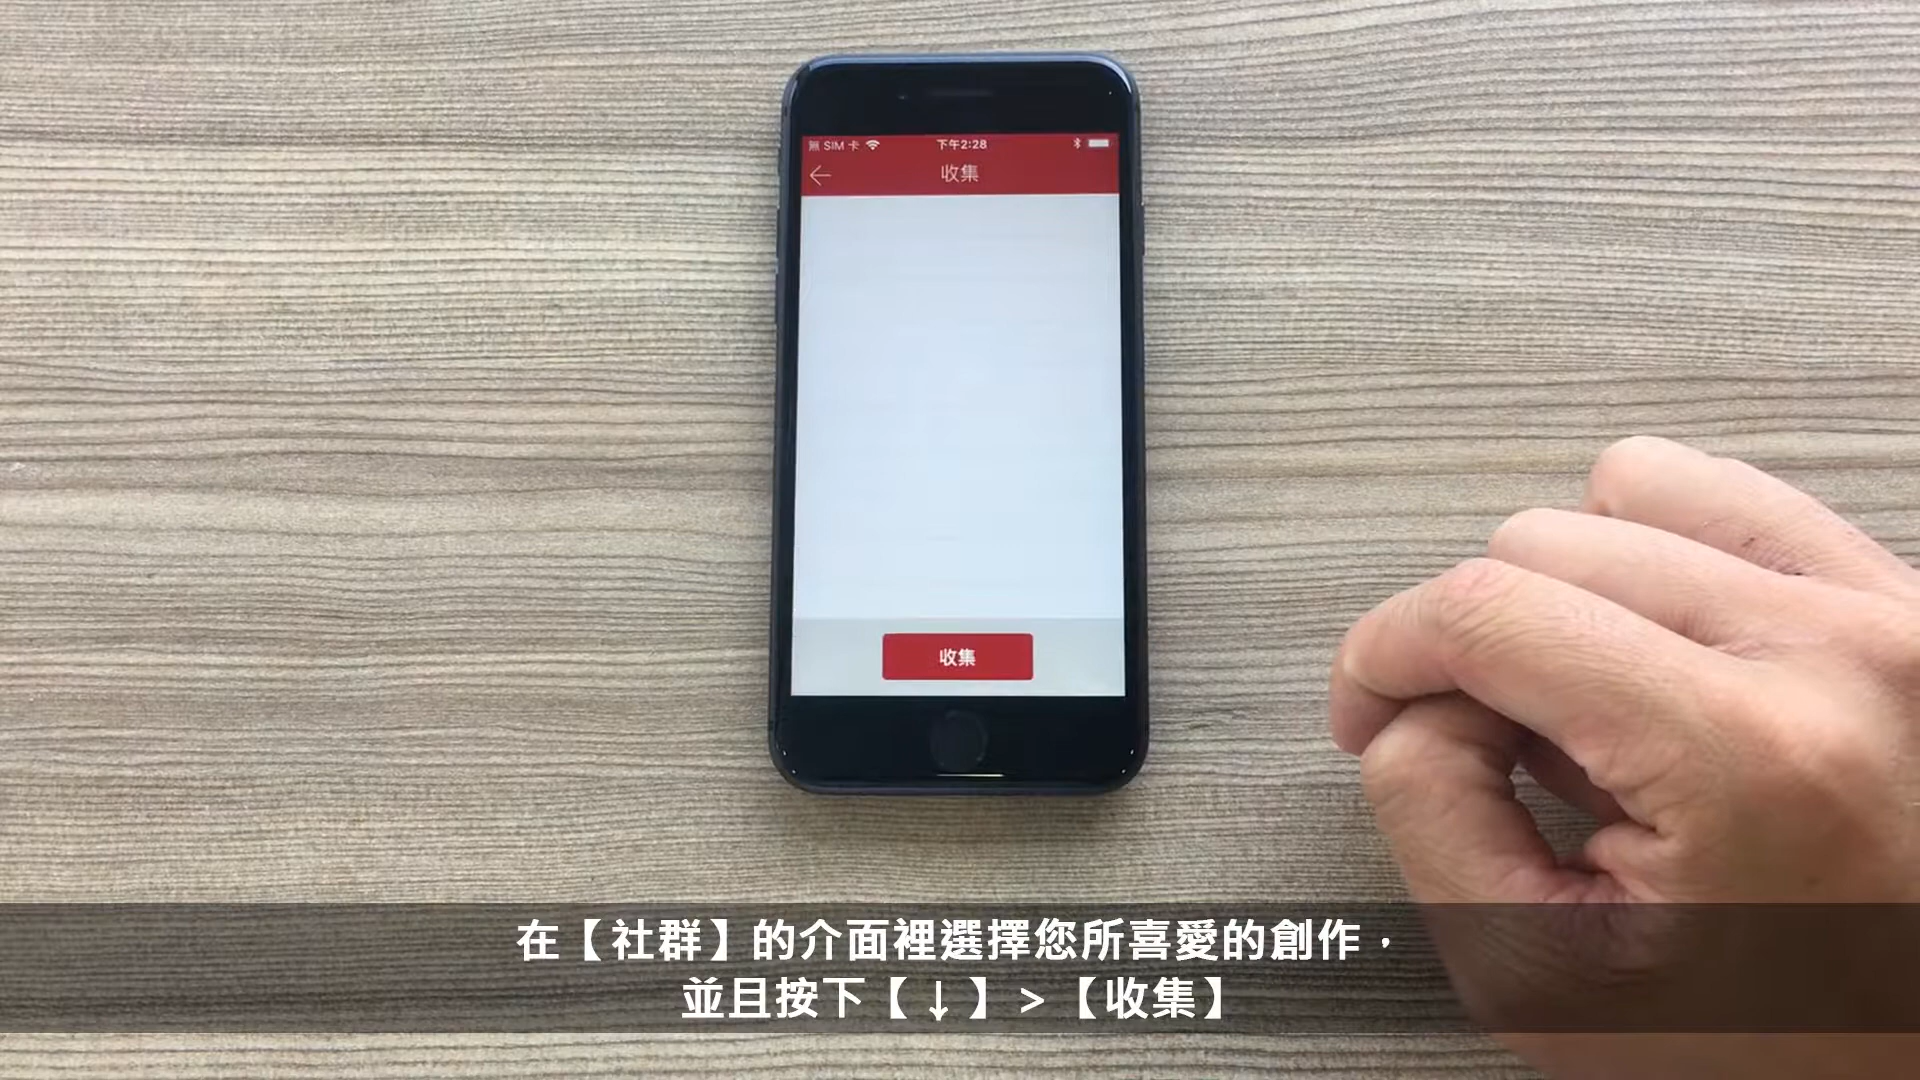 無 SIM 卡 下午2:28
收集
收集
在【社群】的介面裡選擇您所喜愛的創作，
並且按下【↓】>【收集】